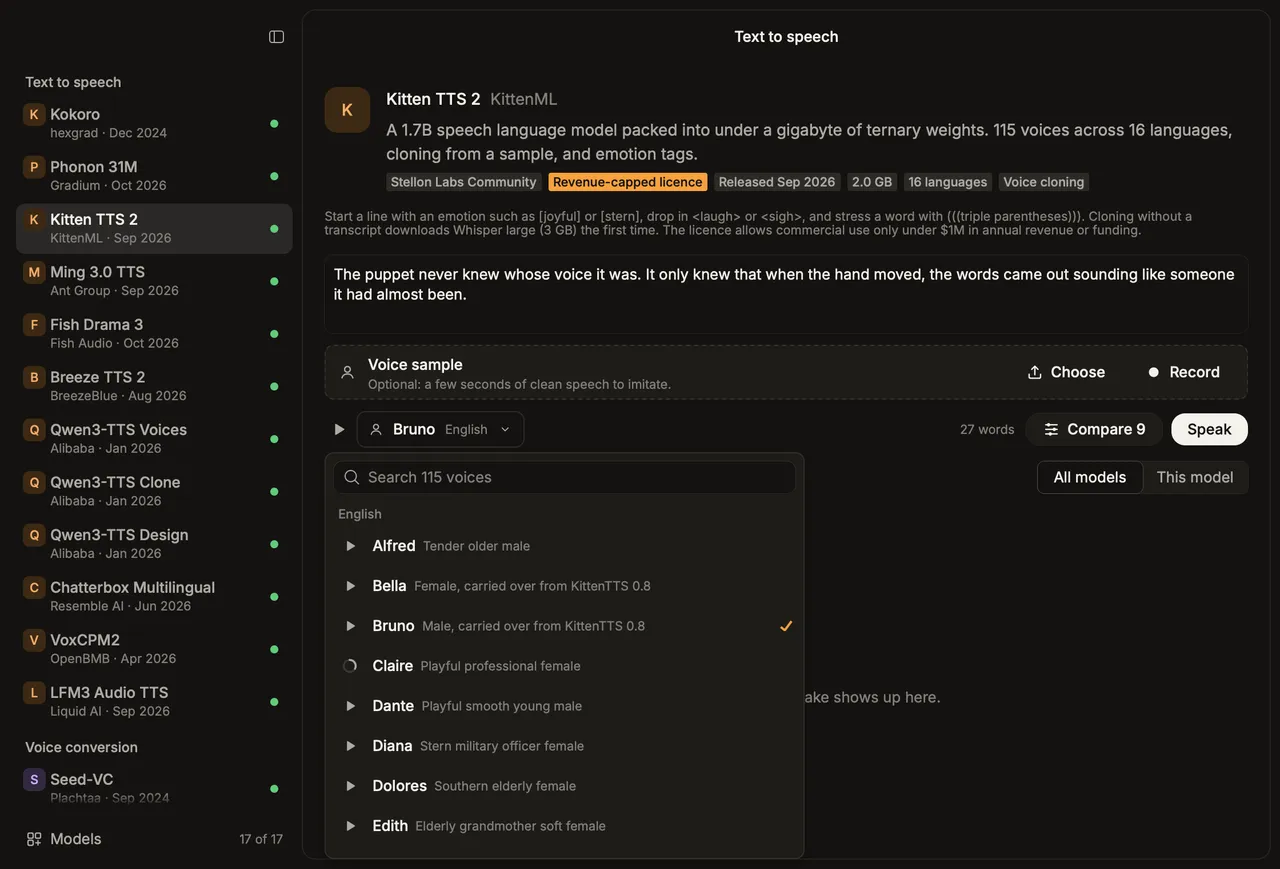 Text to speech
Kokoro
hexgrad · Dec 2024
Phonon 31M
Gradium · Oct 2026
Kitten TTS 2
KittenML · Sep 2026
Ming 3.0 TTS
Ant Group · Sep 2026
Fish Drama 3
Fish Audio · Oct 2026
Breeze TTS 2
BreezeBlue · Aug 2026
Qwen3-TTS Voices
Alibaba · Jan 2026
Qwen3-TTS Clone
Alibaba · Jan 2026
Qwen3-TTS Design
Alibaba · Jan 2026
Chatterbox Multilingual
Resemble AI · Jun 2026
VoxCPM2
OpenBMB · Apr 2026
LFM3 Audio TTS
Liquid AI · Sep 2026
Voice conversion
Seed-VC
Plachtaa · Sep 2024
Models 17 of 17
Text to speech
Kitten TTS 2 KittenML
A 1.7B speech language model packed into under a gigabyte of ternary weights. 115 voices across 16 languages,
cloning from a sample, and emotion tags.
Stellon Labs Community Revenue-capped licence Released Sep 2026 2.0 GB 16 languages Voice cloning
Start a line with an emotion such as [joyful] or [stern], drop in <laugh> or <sigh>, and stress a word with (((triple parentheses))). Cloning without a
transcript downloads Whisper large (3 GB) the first time. The licence allows commercial use only under $1M in annual revenue or funding.
The puppet never knew whose voice it was. It only knew that when the hand moved, the words came out sounding like someone
it had almost been.
Voice sample
Optional: a few seconds of clean speech to imitate.
Choose Record
Bruno English 27 words Compare 9 Speak
Search 115 voices All models This model
English
Alfred Tender older male
Bella Female, carried over from KittenTTS 0.8
Bruno Male, carried over from KittenTTS 0.8
Claire Playful professional female
Dante Playful smooth young male
ake shows up here.
Diana Stern military officer female
Dolores Southern elderly female
Edith Elderly grandmother soft female